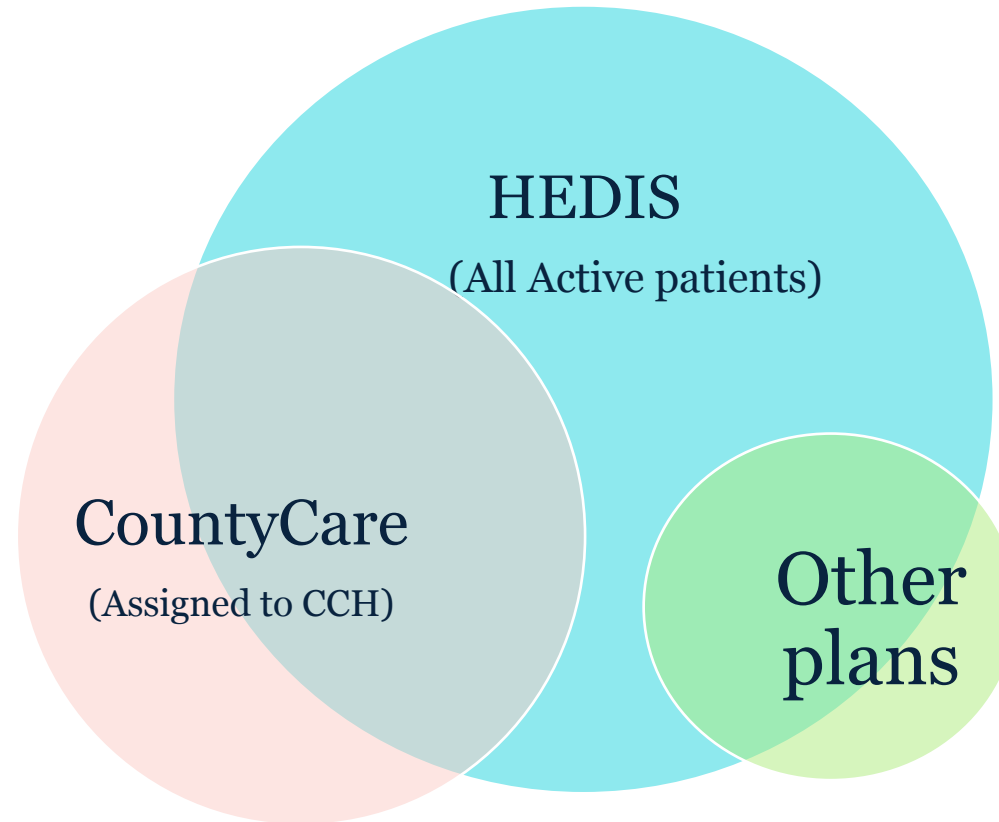 HEDIS
(All Active patients)
CountyCare
(Assigned to CCH)
Other
plans